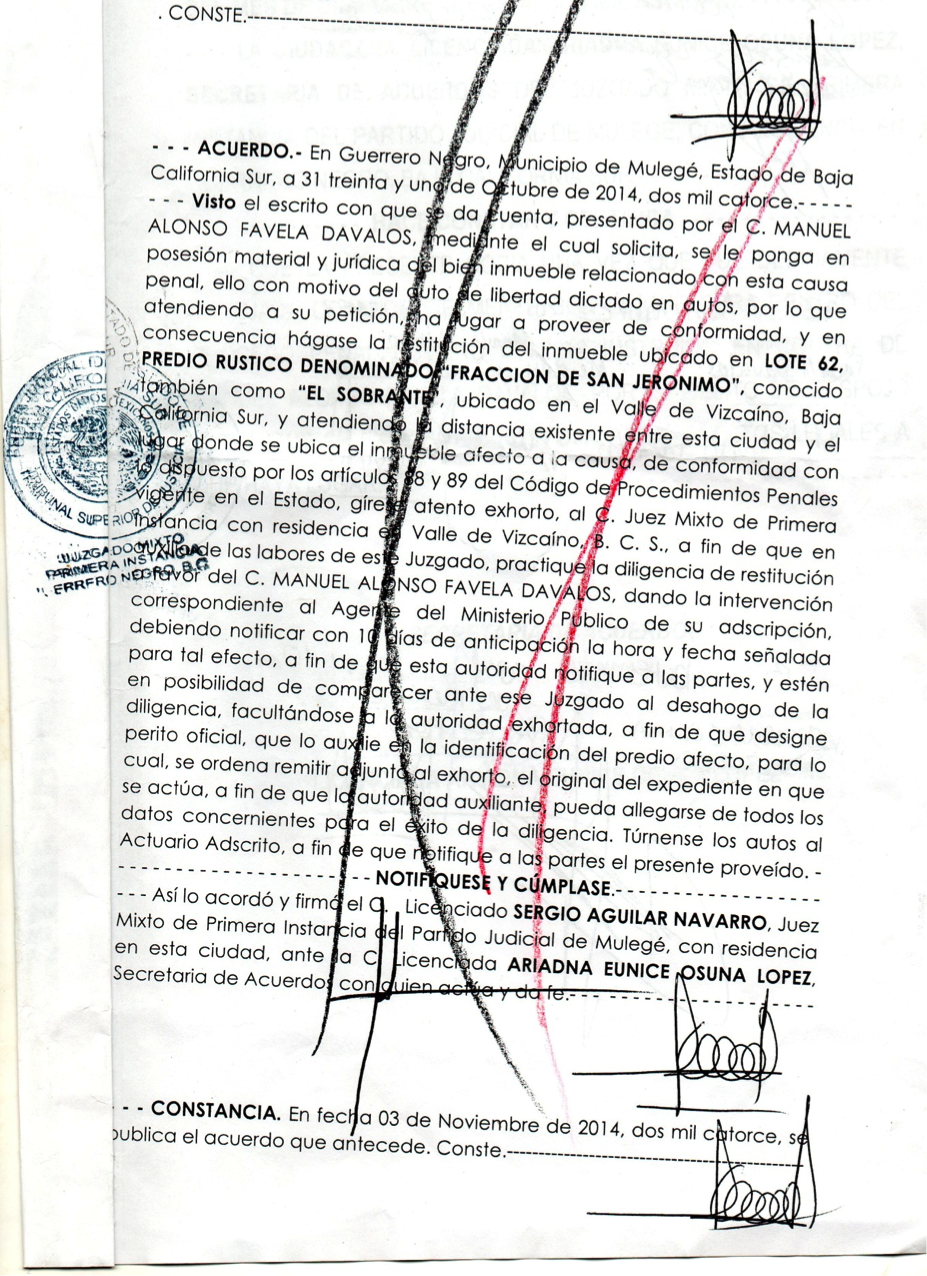 . CONSTE.-----------------------------------------------
- - - ACUERDO.- En Guerrero Negro, Municipio de Mulegé, Estado de Baja
California Sur, a 31 treinta y uno de Octubre de 2014, dos mil catorce.- - - - -
- - - Visto el escrito con que se da cuenta, presentado por el C. MANUEL
ALONSO FAVELA DAVALOS, mediante el cual solicita, se le ponga en
posesión material y jurídica del bien inmueble relacionado con esta causa
penal, ello con motivo del auto de libertad dictado en autos, por lo que
atendiendo a su petición, ha lugar a proveer de conformidad, y en
consecuencia hágase la restitución del inmueble ubicado en LOTE 62,
PREDIO RUSTICO DENOMINADO "FRACCION DE SAN JERONIMO", conocido
también como "EL SOBRANTE", ubicado en el Valle de Vizcaíno, Baja
California Sur, y atendiendo la distancia existente entre esta ciudad y el
lugar donde se ubica el inmueble afecto a la causa, de conformidad con
lo dispuesto por los artículos 88 y 89 del Código de Procedimientos Penales
vigente en el Estado, gírese atento exhorto, al C. Juez Mixto de Primera
Instancia con residencia en Valle de Vizcaíno, B. C. S., a fin de que en
auxilio de las labores de este Juzgado, practique la diligencia de restitución
a favor del C. MANUEL ALONSO FAVELA DAVALOS, dando la intervención
correspondiente al Agente del Ministerio Público de su adscripción,
debiendo notificar con 10 días de anticipación la hora y fecha señalada
para tal efecto, a fin de que esta autoridad notifique a las partes, y estén
en posibilidad de comparecer ante ese Juzgado al desahogo de la
diligencia, facultándose a la autoridad exhortada, a fin de que designe
perito oficial, que lo auxilie en la identificación del predio afecto, para lo
cual, se ordena remitir adjunto al exhorto, el original del expediente en que
se actúa, a fin de que la autoridad auxiliante, pueda allegarse de todos los
datos concernientes para el éxito de la diligencia. Túrnense los autos al
Actuario Adscrito, a fin de que notifique a las partes el presente proveído. -
- - - - - - - - - - - - - - - - - - - - NOTIFÍQUESE Y CÚMPLASE.- - - - - - - - - - - - - - - - -
- - - Así lo acordó y firmó el C. Licenciado SERGIO AGUILAR NAVARRO, Juez
Mixto de Primera Instancia del Partido Judicial de Mulegé, con residencia
en esta ciudad, ante la C. Licenciada ARIADNA EUNICE OSUNA LOPEZ,
Secretaria de Acuerdos con quien actúa y da fe.- - - - - - - - - - - - - - - - - - -
- - - CONSTANCIA. En fecha 03 de Noviembre de 2014, dos mil catorce, se
publica el acuerdo que antecede. Conste.-----------------------------------
TRIBUNAL SUPERIOR DE JUSTICIA
JUZGADO MIXTO
PRIMERA INSTANCIA